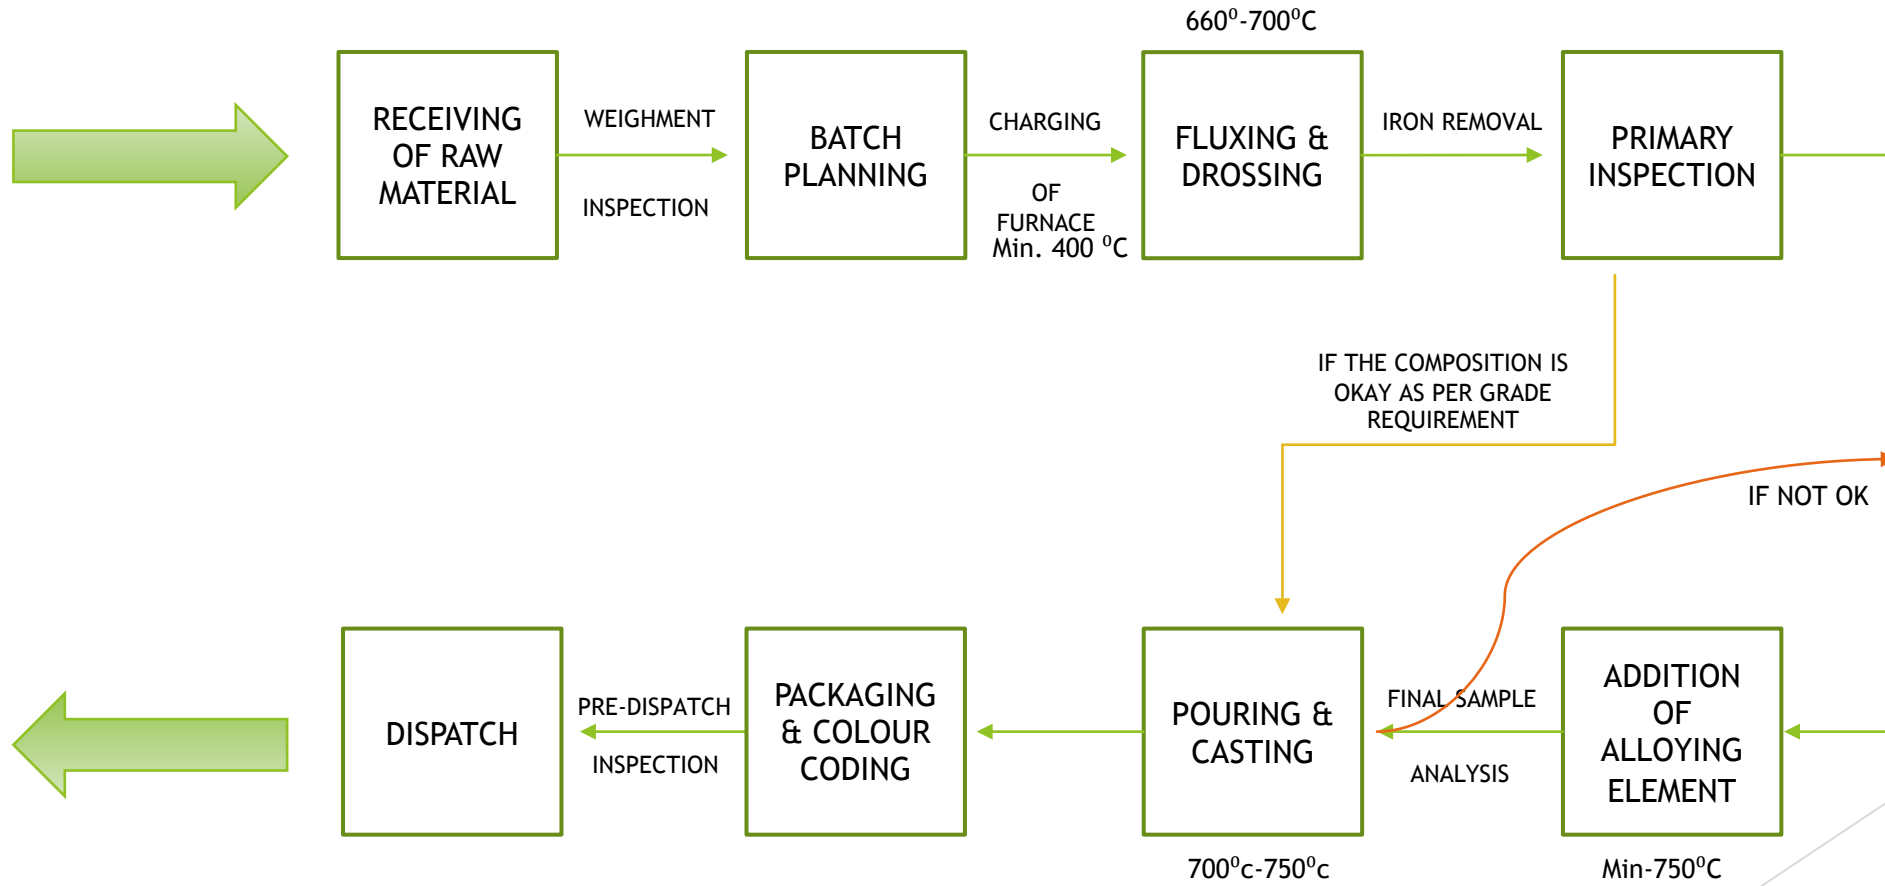 660⁰-700⁰C
RECEIVING
OF RAW
MATERIAL
WEIGHMENT
INSPECTION
BATCH
PLANNING
CHARGING
OF
FURNACE
Min. 400 ⁰C
FLUXING &
DROSSING
IRON REMOVAL
PRIMARY
INSPECTION
IF THE COMPOSITION IS
OKAY AS PER GRADE
REQUIREMENT
IF NOT OK
DISPATCH
PRE-DISPATCH
INSPECTION
PACKAGING
& COLOUR
CODING
POURING &
CASTING
FINAL SAMPLE
ANALYSIS
ADDITION
OF
ALLOYING
ELEMENT
700⁰c-750⁰c
Min-750⁰C